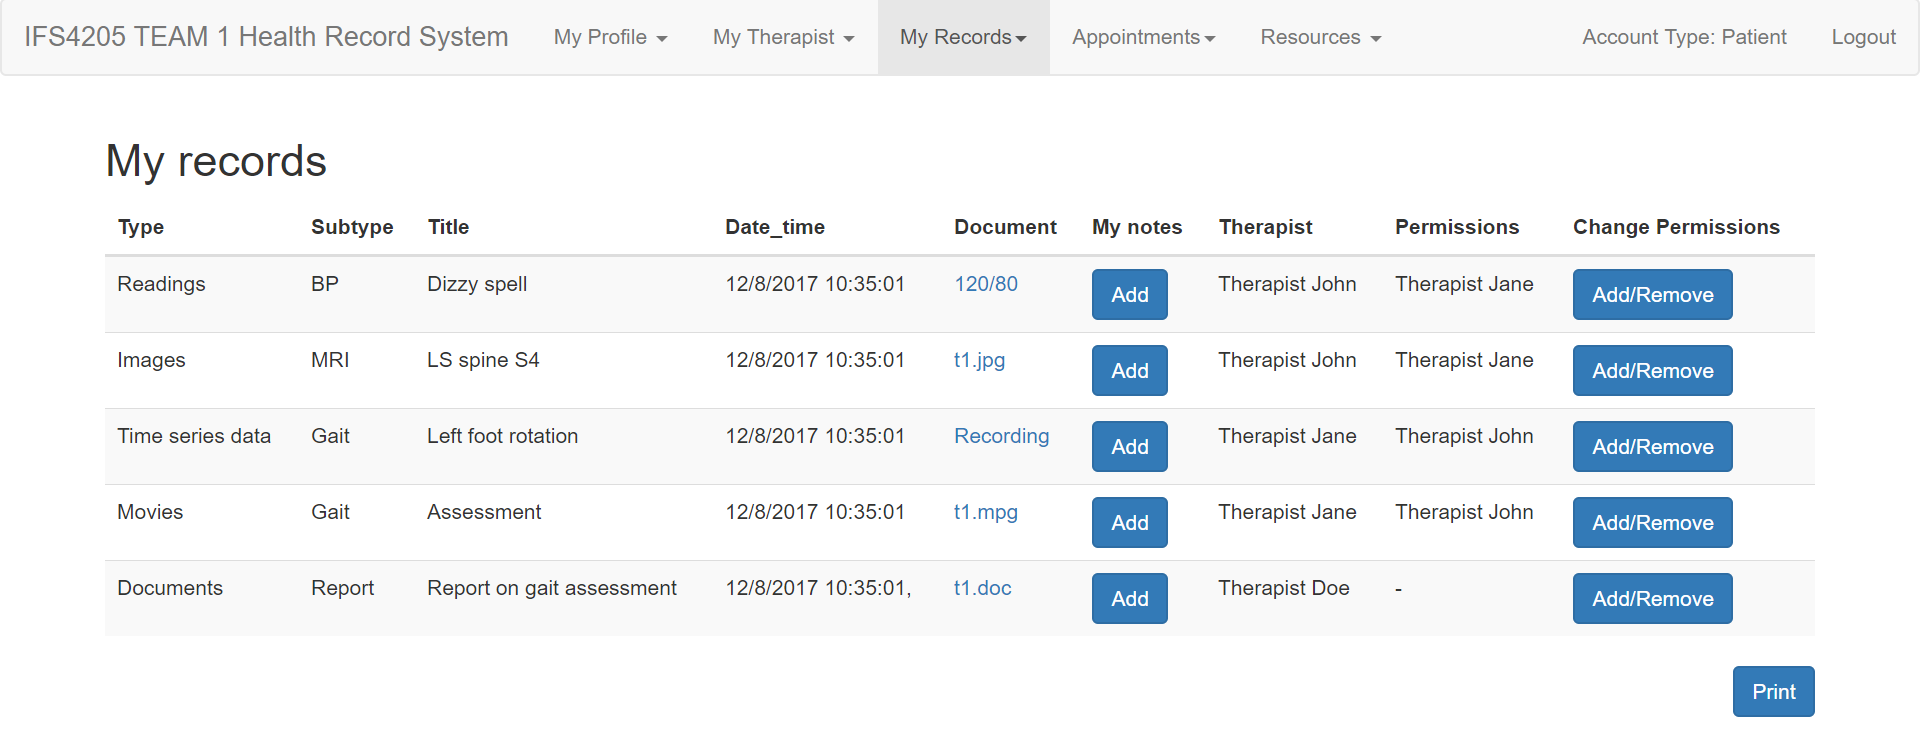 IFS4205 TEAM 1 Health Record System My Profile My Therapist My Records Appointments Resources Account Type: Patient Logout
My records
Type Subtype Title Date_time Document My notes Therapist Permissions Change Permissions
Readings BP Dizzy spell 12/8/2017 10:35:01 120/80 Add Therapist John Therapist Jane Add/Remove
Images MRI LS spine S4 12/8/2017 10:35:01 t1.jpg Add Therapist John Therapist Jane Add/Remove
Time series data Gait Left foot rotation 12/8/2017 10:35:01 Recording Add Therapist Jane Therapist John Add/Remove
Movies Gait Assessment 12/8/2017 10:35:01 t1.mpg Add Therapist Jane Therapist John Add/Remove
Documents Report Report on gait assessment 12/8/2017 10:35:01, t1.doc Add Therapist Doe - Add/Remove
Print